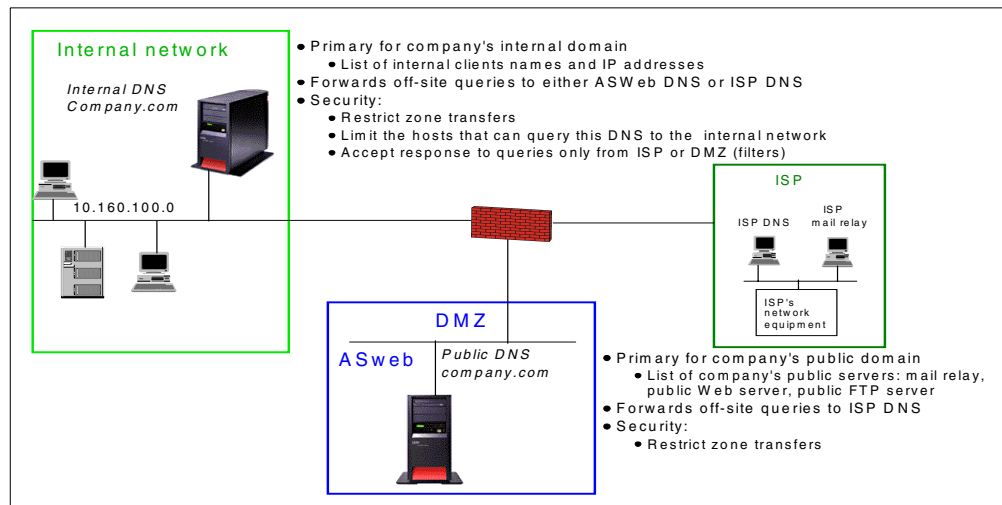 Internal network
Internal DNS
Company.com
10.160.100.0
• Primary for company's internal domain
• List of internal clients names and IP addresses
• Forwards off-site queries to either ASWeb DNS or ISP DNS
• Security:
• Restrict zone transfers
• Limit the hosts that can query this DNS to the internal network
• Accept response to queries only from ISP or DMZ (filters)
ISP
ISP DNS
ISP
mail relay
ISP's
network
equipment
DMZ
ASweb
Public DNS
company.com
• Primary for company's public domain
• List of company's public servers: mail relay,
public Web server, public FTP server
• Forwards off-site queries to ISP DNS
• Security:
• Restrict zone transfers